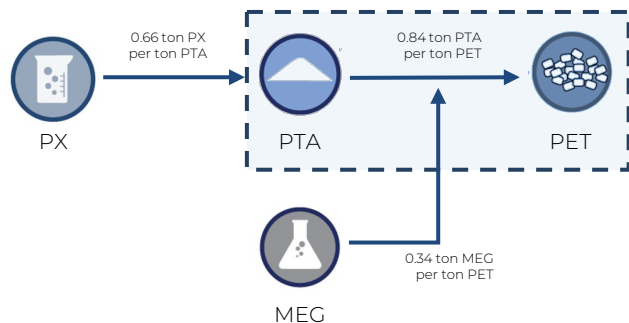 0.66 ton PX
per ton PTA
0.84 ton PTA
per ton PET
PX
PTA
PET
0.34 ton MEG
per ton PET
MEG